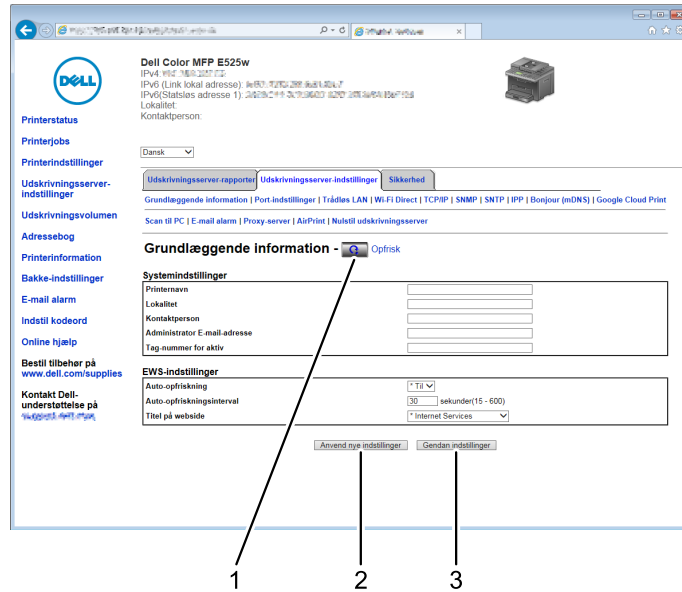 DELL
Dell Color MFP E525w
IPv4:
IPv6 (Link lokal adresse):
IPv6(Statsløs adresse 1):
Lokalitet:
Kontaktperson:
Dansk
Printerstatus
Printerjobs
Printerindstillinger
Udskrivningsserver-
indstillinger
Udskrivningsvolumen
Adressebog
Printerinformation
Bakke-indstillinger
E-mail alarm
Indstil kodeord
Online hjælp
Bestil tilbehør på
www.dell.com/supplies
Kontakt Dell-
understøttelse på
Udskrivningsserver-rapporter Udskrivningsserver-indstillinger Sikkerhed
Grundlæggende information | Port-indstillinger | Trådløs LAN | Wi-Fi Direct | TCP/IP | SNMP | SNTP | IPP | Bonjour (mDNS) | Google Cloud Print
Scan til PC | E-mail alarm | Proxy-server | AirPrint | Nulstil udskrivningsserver
Grundlæggende information - Opfrisk
Systemindstillinger
Printernavn
Lokalitet
Kontaktperson
Administrator E-mail-adresse
Tag-nummer for aktiv
EWS-indstillinger
Auto-opfriskning * Til
Auto-opfriskningsinterval 30 sekunder(15 - 600)
Titel på webside * Internet Services
Anvend nye indstillinger Gendan indstillinger
1 2 3